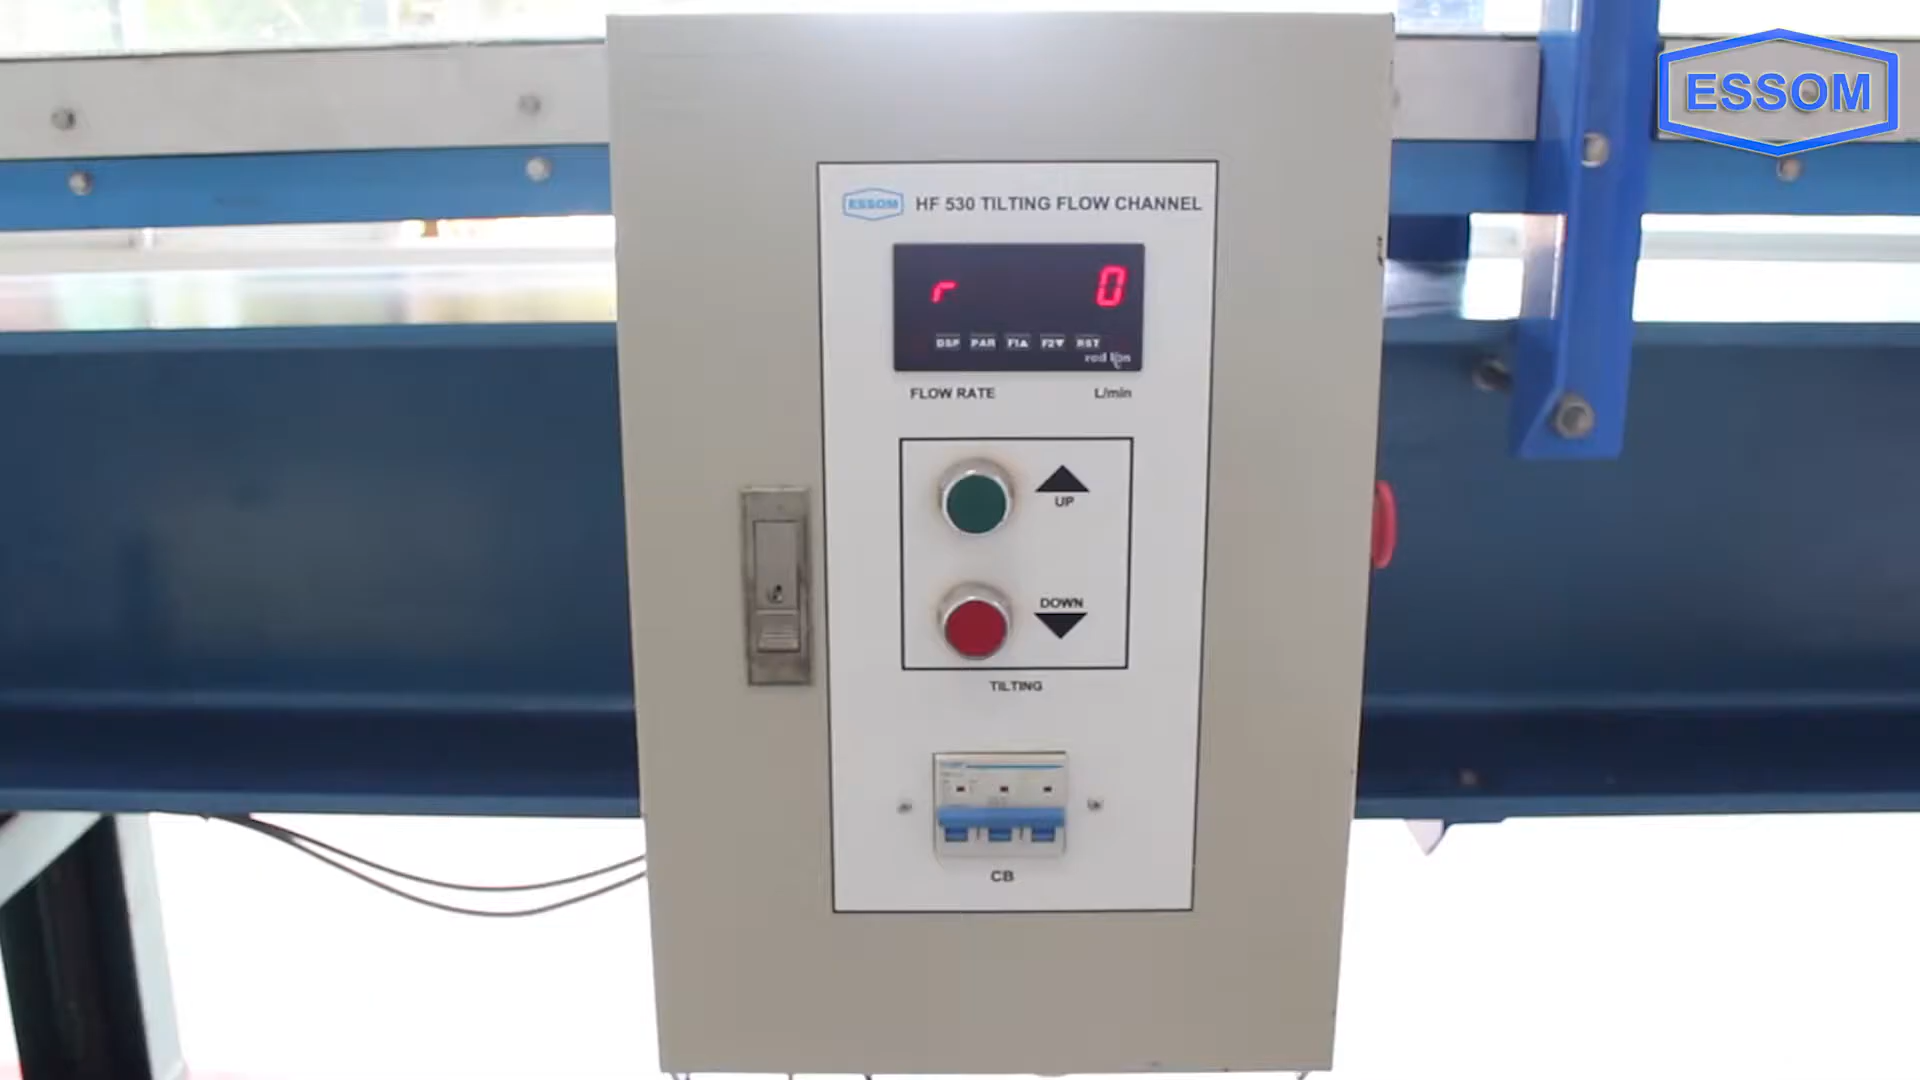 ESSOM
ESSOM HF 530 TILTING FLOW CHANNEL
r 0
DSP PAR F1▲ F2▼ RST
red lion
FLOW RATE L/min
UP
DOWN
TILTING
CB